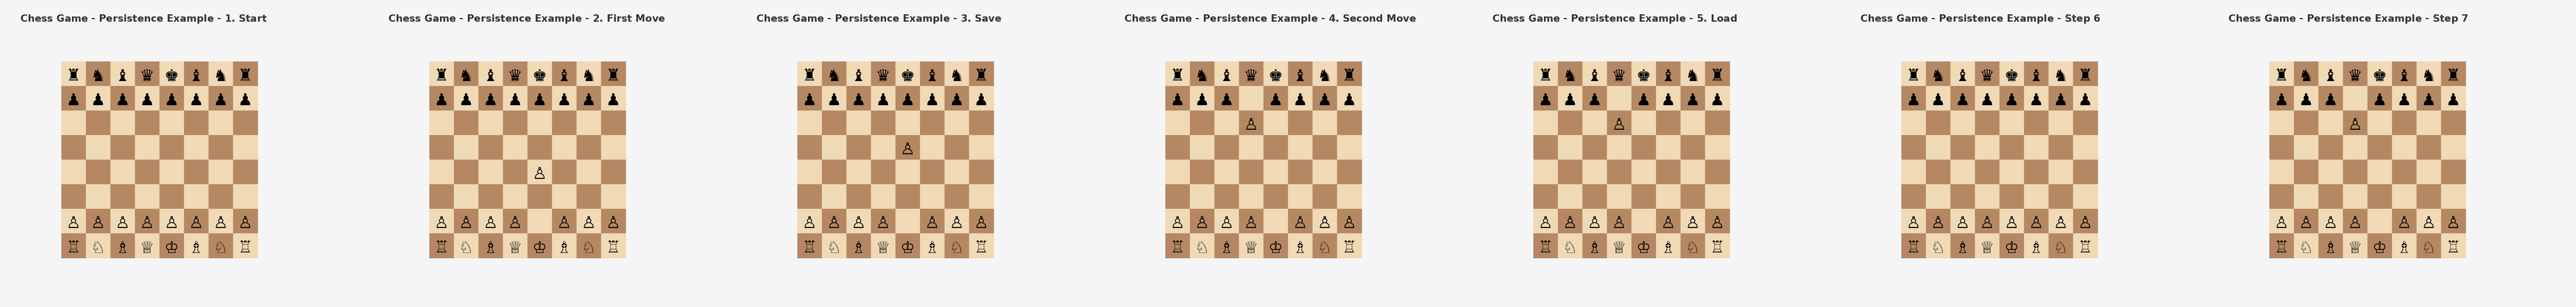 Chess Game - Persistence Example - 1. Start
Chess Game - Persistence Example - 2. First Move
Chess Game - Persistence Example - 3. Save
Chess Game - Persistence Example - 4. Second Move
Chess Game - Persistence Example - 5. Load
Chess Game - Persistence Example - Step 6
Chess Game - Persistence Example - Step 7